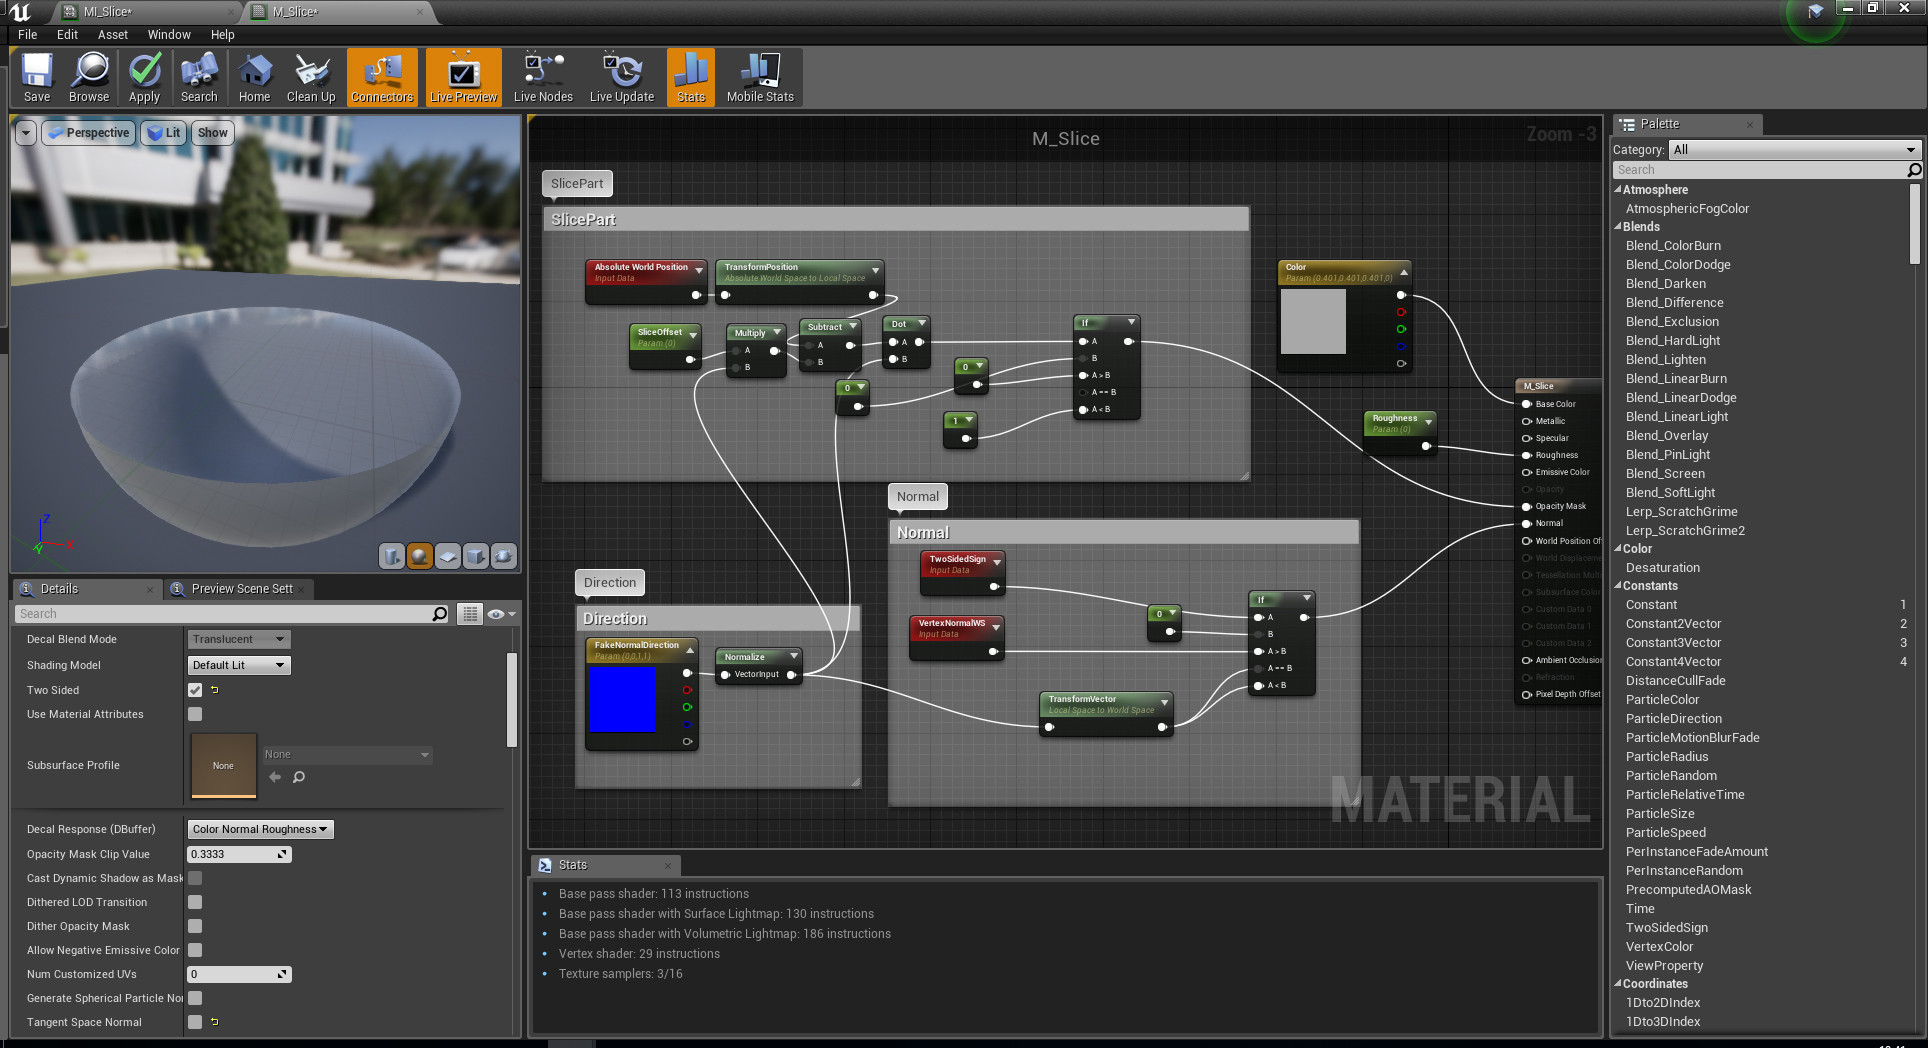 MI_Slice*
M_Slice*
File Edit Asset Window Help
Save Browse Apply Search Home Clean Up Connectors Live Preview Live Nodes Live Update Stats Mobile Stats
Perspective Lit Show
Z
X
Y
Details
Preview Scene Sett
Search
Decal Blend Mode Translucent
Shading Model Default Lit
Two Sided
Use Material Attributes
Subsurface Profile None None
Decal Response (DBuffer) Color Normal Roughness
Opacity Mask Clip Value 0.3333
Cast Dynamic Shadow as Mask
Dithered LOD Transition
Dither Opacity Mask
Allow Negative Emissive Color
Num Customized UVs 0
Generate Spherical Particle Nor
Tangent Space Normal
M_Slice
Zoom -3
SlicePart
SlicePart
Absolute World Position
Input Data
TransformPosition
Absolute World Space to Local Space
SliceOffset
Param (0)
Multiply
A
B
Subtract
A
B
Dot
A
B
0
0
1
If
A
B
A > B
A == B
A < B
Color
Param (0.401,0.401,0.401,0)
Roughness
Param (0)
M_Slice
Base Color
Metallic
Specular
Roughness
Emissive Color
Opacity
Opacity Mask
Normal
World Position Of
World Displaceme
Tessellation Mult
Subsurface Color
Custom Data 0
Custom Data 1
Custom Data 2
Ambient Occlusion
Refraction
Pixel Depth Offset
Normal
Normal
TwoSidedSign
Input Data
VertexNormalWS
Input Data
0
If
A
B
A > B
A == B
A < B
TransformVector
Local Space to World Space
Direction
Direction
FakeNormalDirection
Param (0,0,1,1)
Normalize
VectorInput
MATERIAL
Stats
Base pass shader: 113 instructions
Base pass shader with Surface Lightmap: 130 instructions
Base pass shader with Volumetric Lightmap: 186 instructions
Vertex shader: 29 instructions
Texture samplers: 3/16
Palette
Category: All
Search
Atmosphere
AtmosphericFogColor
Blends
Blend_ColorBurn
Blend_ColorDodge
Blend_Darken
Blend_Difference
Blend_Exclusion
Blend_HardLight
Blend_Lighten
Blend_LinearBurn
Blend_LinearDodge
Blend_LinearLight
Blend_Overlay
Blend_PinLight
Blend_Screen
Blend_SoftLight
Lerp_ScratchGrime
Lerp_ScratchGrime2
Color
Desaturation
Constants
Constant 1
Constant2Vector 2
Constant3Vector 3
Constant4Vector 4
DistanceCullFade
ParticleColor
ParticleDirection
ParticleMotionBlurFade
ParticleRadius
ParticleRandom
ParticleRelativeTime
ParticleSize
ParticleSpeed
PerInstanceFadeAmount
PerInstanceRandom
PrecomputedAOMask
Time
TwoSidedSign
VertexColor
ViewProperty
Coordinates
1Dto2DIndex
1Dto3DIndex